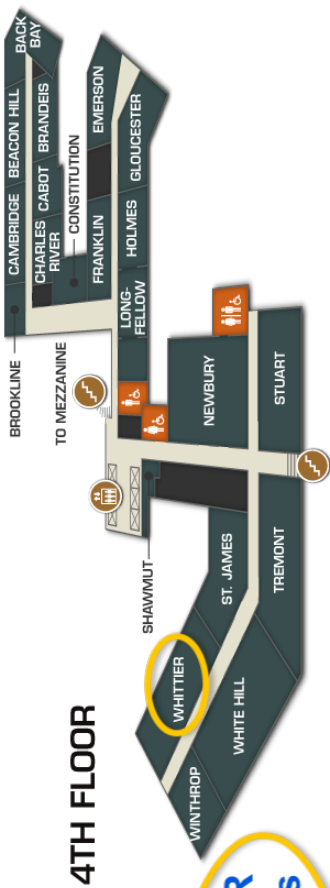 BACK
BAY
BEACON HILL
CAMBRIDGE
BRANDEIS
CABOT
CHARLES
RIVER
CONSTITUTION
EMERSON
FRANKLIN
GLOUCESTER
HOLMES
LONG-
FELLOW
BROOKLINE
TO MEZZANINE
NEWBURY
STUART
SHAWMUT
ST. JAMES
TREMONT
WHITTIER
WHITE HILL
WINTHROP
4TH FLOOR
R
s